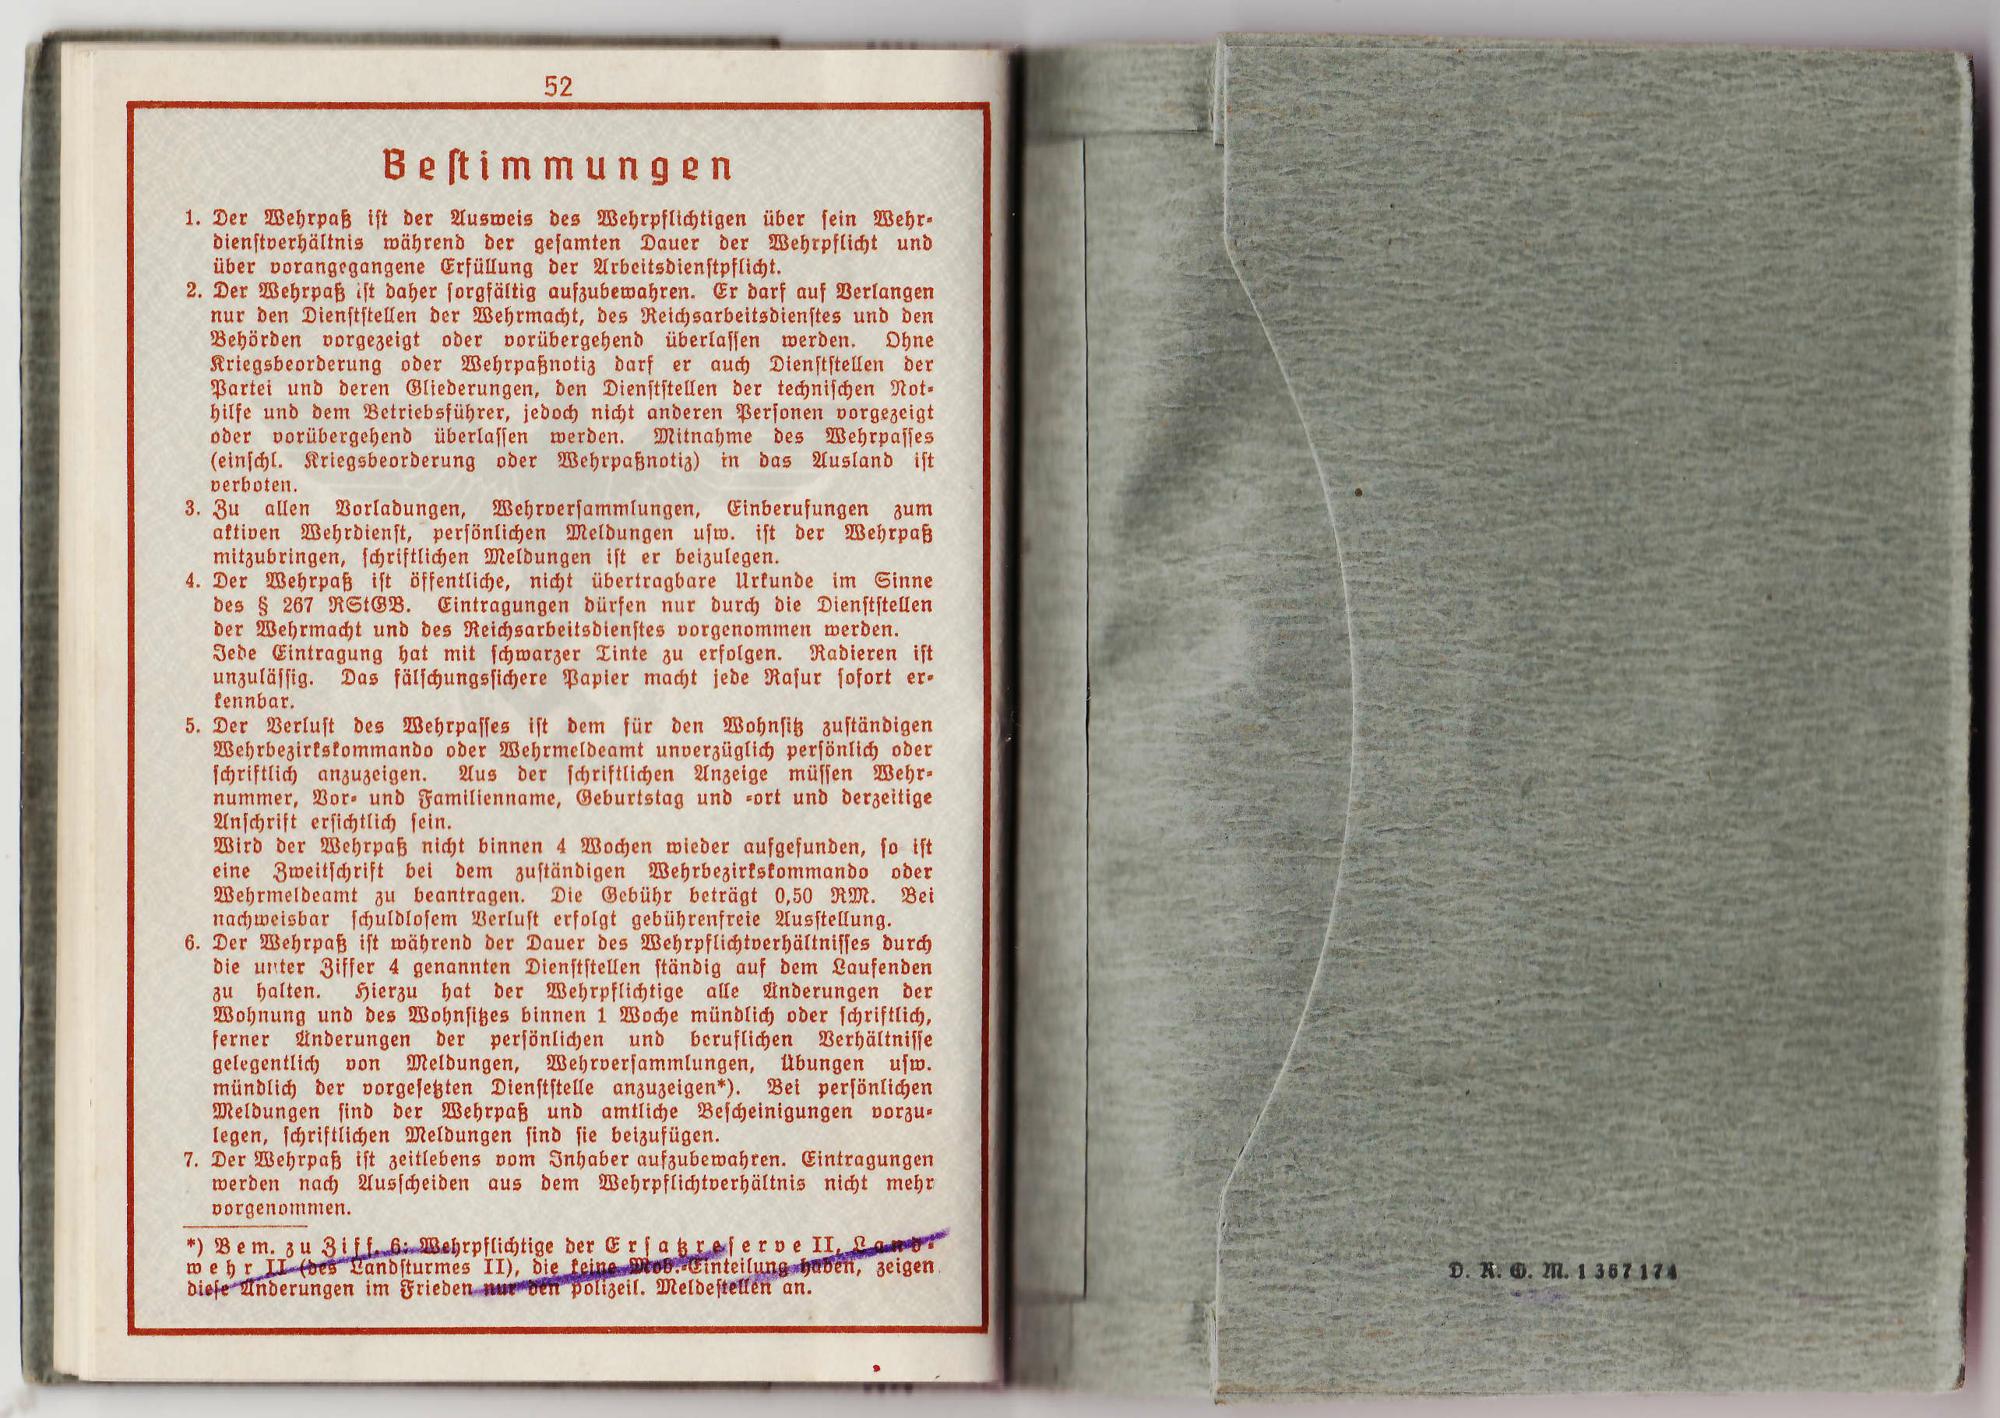 52
Bestimmungen
1. Der Wehrpaß ist der Ausweis des Wehrpflichtigen über sein Wehr-
dienstverhältnis während der gesamten Dauer der Wehrpflicht und
über vorangegangene Erfüllung der Arbeitsdienstpflicht.
2. Der Wehrpaß ist daher sorgfältig aufzubewahren. Er darf auf Verlangen
nur den Dienststellen der Wehrmacht, des Reichsarbeitsdienstes und den
Behörden vorgezeigt oder vorübergehend überlassen werden. Ohne
Kriegsbeorderung oder Wehrpaßnotiz darf er auch Dienststellen der
Partei und deren Gliederungen, den Dienststellen der technischen Not-
hilfe und dem Betriebsführer, jedoch nicht anderen Personen vorgezeigt
oder vorübergehend überlassen werden. Mitnahme des Wehrpasses
(einschl. Kriegsbeorderung oder Wehrpaßnotiz) in das Ausland ist
verboten.
3. Zu allen Vorladungen, Wehrversammlungen, Einberufungen zum
aktiven Wehrdienst, persönlichen Meldungen usw. ist der Wehrpaß
mitzubringen, schriftlichen Meldungen ist er beizulegen.
4. Der Wehrpaß ist öffentliche, nicht übertragbare Urkunde im Sinne
des § 267 RStGB. Eintragungen dürfen nur durch die Dienststellen
der Wehrmacht und des Reichsarbeitsdienstes vorgenommen werden.
Jede Eintragung hat mit schwarzer Tinte zu erfolgen. Radieren ist
unzulässig. Das fälschungssichere Papier macht jede Rasur sofort er-
kennbar.
5. Der Verlust des Wehrpasses ist dem für den Wohnsitz zuständigen
Wehrbezirkskommando oder Wehrmeldeamt unverzüglich persönlich oder
schriftlich anzuzeigen. Aus der schriftlichen Anzeige müssen Wehr-
nummer, Vor- und Familienname, Geburtstag und -ort und derzeitige
Anschrift ersichtlich sein.
Wird der Wehrpaß nicht binnen 4 Wochen wieder aufgefunden, so ist
eine Zweitschrift bei dem zuständigen Wehrbezirkskommando oder
Wehrmeldeamt zu beantragen. Die Gebühr beträgt 0,50 RM. Bei
nachweisbar schuldlosem Verlust erfolgt gebührenfreie Ausstellung.
6. Der Wehrpaß ist während der Dauer des Wehrpflichtverhältnisses durch
die unter Ziffer 4 genannten Dienststellen ständig auf dem Laufenden
zu halten. Hierzu hat der Wehrpflichtige alle Änderungen der
Wohnung und des Wohnsitzes binnen 1 Woche mündlich oder schriftlich,
ferner Änderungen der persönlichen und beruflichen Verhältnisse
gelegentlich von Meldungen, Wehrversammlungen, Übungen usw.
mündlich der vorgesetzten Dienststelle anzuzeigen*). Bei persönlichen
Meldungen sind der Wehrpaß und amtliche Bescheinigungen vorzu-
legen, schriftlichen Meldungen sind sie beizufügen.
7. Der Wehrpaß ist zeitlebens vom Inhaber aufzubewahren. Eintragungen
werden nach Ausscheiden aus dem Wehrpflichtverhältnis nicht mehr
vorgenommen.
*) Bem. zu Ziff. 6: Wehrpflichtige der Ersatzreserve II, Land-
wehr II (des Landsturmes II), die keine Mob.-Einteilung haben, zeigen
diese Änderungen im Frieden nur den polizeil. Meldestellen an.
D. R. G. M. 1 367 174